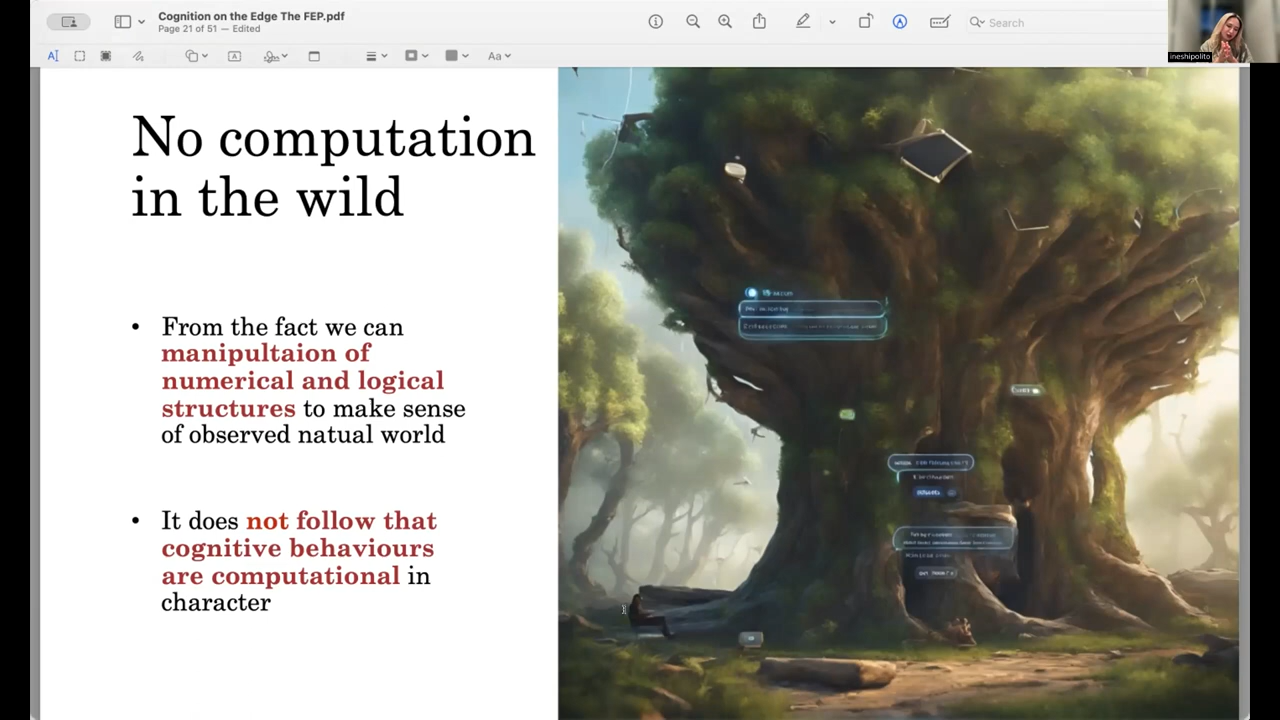 Cognition on the Edge The FEP.pdf
Page 21 of 51 — Edited
Search
ineshipolito
Aa
No computation
in the wild
• From the fact we can
manipultaion of
numerical and logical
structures to make sense
of observed natual world
• It does not follow that
cognitive behaviours
are computational in
character